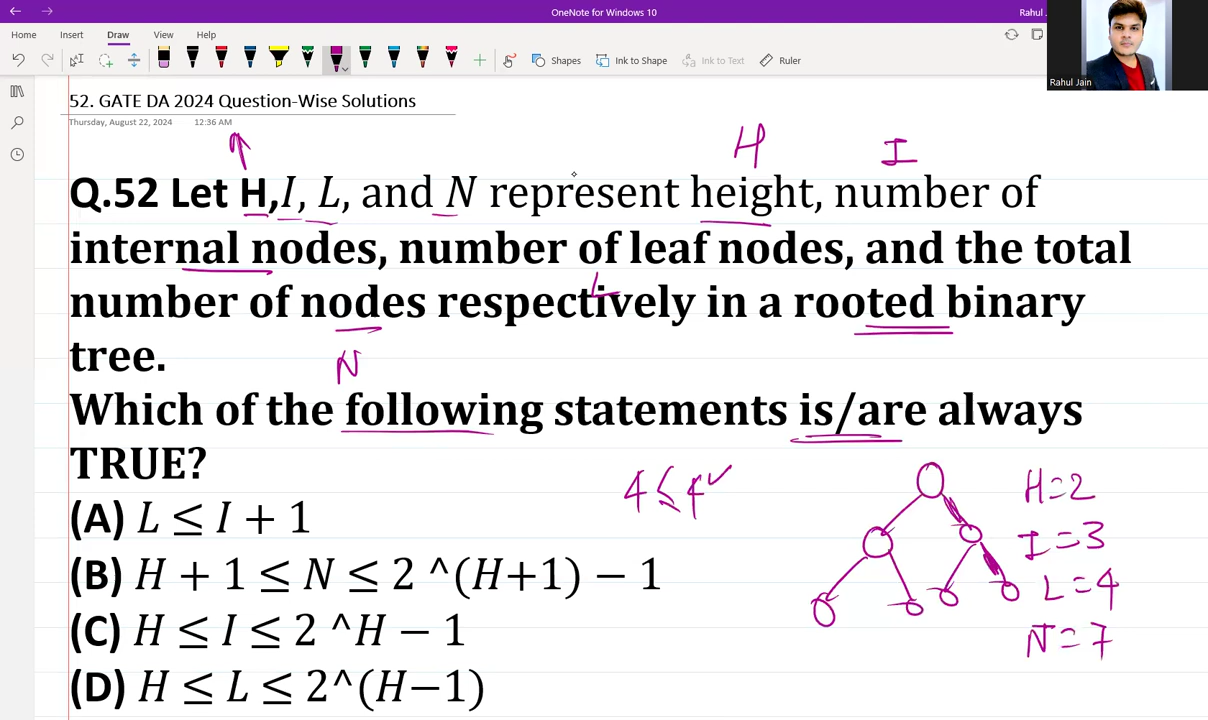 OneNote for Windows 10
Rahul J
Home Insert Draw View Help
Shapes Ink to Shape Ink to Text Ruler
Rahul Jain
52. GATE DA 2024 Question-Wise Solutions
Thursday, August 22, 2024 12:36 AM
H I
Q.52 Let H,I, L, and N represent height, number of
internal nodes, number of leaf nodes, and the total
L
number of nodes respectively in a rooted binary
tree.
N
Which of the following statements is/are always
TRUE?
4 ≤ 4 ✓
H=2
(A) L ≤ I + 1
I=3
(B) H + 1 ≤ N ≤ 2 ^(H+1) − 1
L=4
(C) H ≤ I ≤ 2 ^H − 1
N=7
(D) H ≤ L ≤ 2^(H−1)